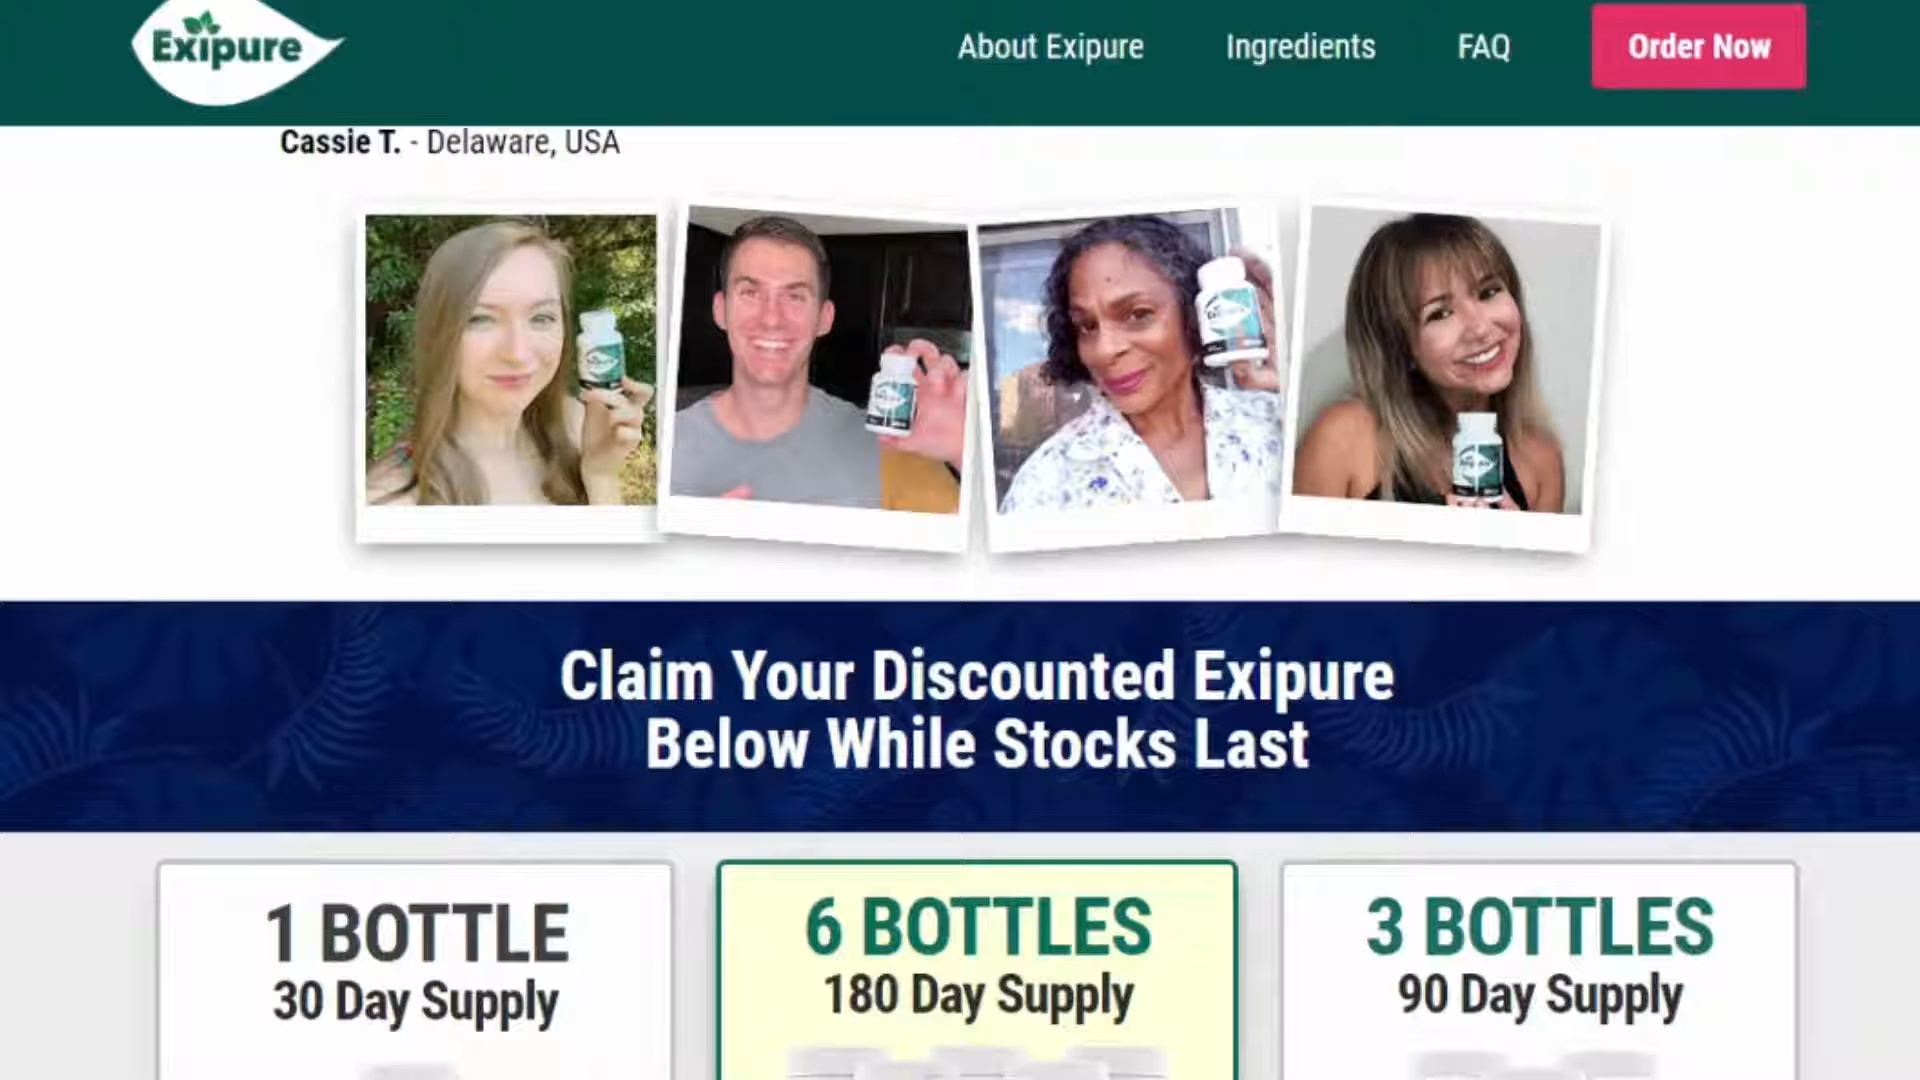 Exipure
About Exipure
Ingredients
FAQ
Order Now
Cassie T. - Delaware, USA
Claim Your Discounted Exipure
Below While Stocks Last
1 BOTTLE
30 Day Supply
6 BOTTLES
180 Day Supply
3 BOTTLES
90 Day Supply